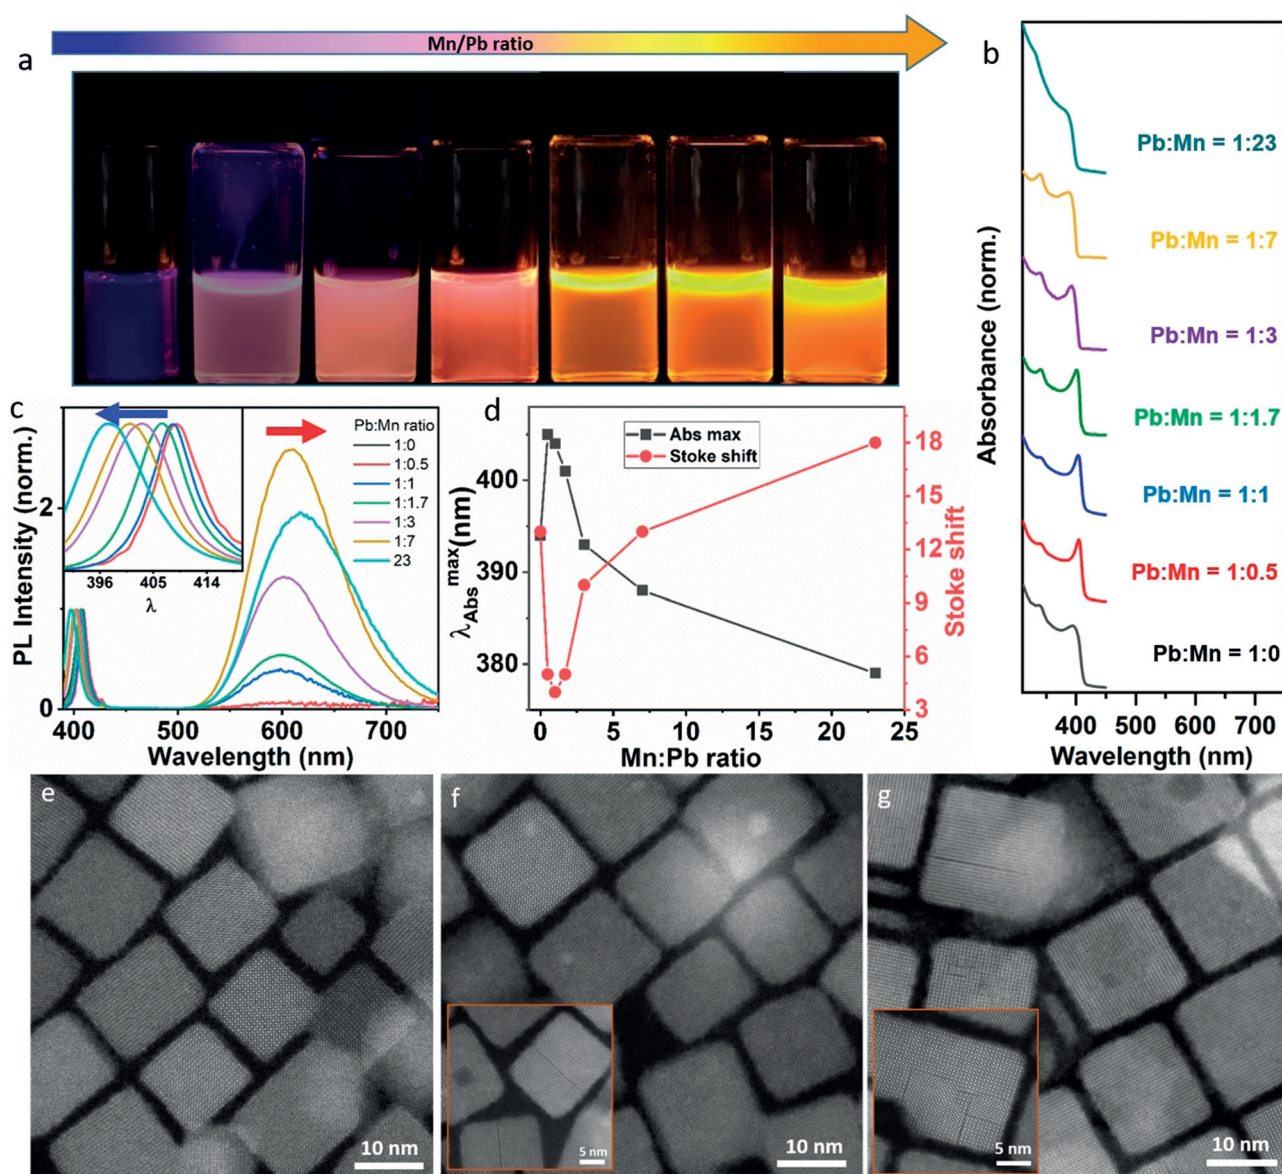 Mn/Pb ratio
a
b
Pb:Mn = 1:23
Pb:Mn = 1:7
Pb:Mn = 1:3
Pb:Mn = 1:1.7
Pb:Mn = 1:1
Pb:Mn = 1:0.5
Pb:Mn = 1:0
Absorbance (norm.)
400 500 600 700
Wavelength (nm)
c
Pb:Mn ratio
1:0
1:0.5
1:1
1:1.7
1:3
1:7
23
396 405 414
λ
2
0
PL Intensity (norm.)
400 500 600 700
Wavelength (nm)
d
Abs max
Stoke shift
400
390
380
λAbs max (nm)
18
15
12
9
6
3
Stoke shift
0 5 10 15 20 25
Mn:Pb ratio
e
10 nm
f
5 nm
10 nm
g
5 nm
10 nm